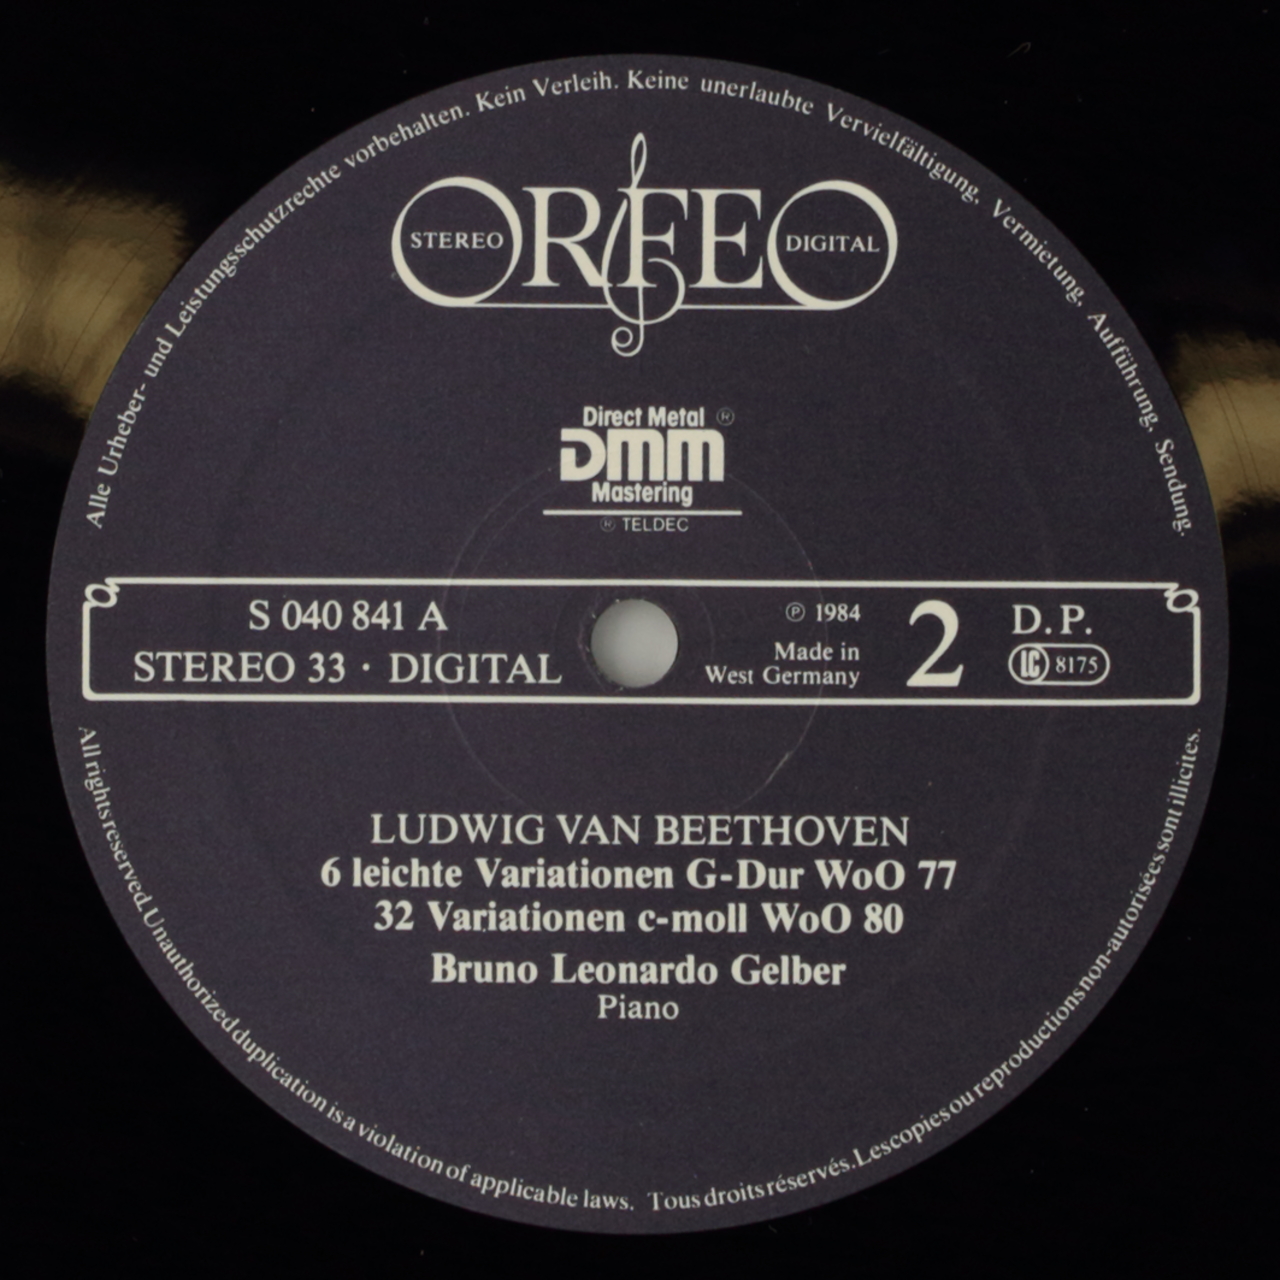 Alle Urheber- und Leistungsschutzrechte vorbehalten. Kein Verleih. Keine unerlaubte Vervielfältigung, Vermietung, Aufführung, Sendung.
ORFEO
STEREO
DIGITAL
Direct Metal ®
DMM
Mastering
® TELDEC
S 040 841 A
STEREO 33 · DIGITAL
℗ 1984
Made in
West Germany
2
D.P.
LC 8175
LUDWIG VAN BEETHOVEN
6 leichte Variationen G-Dur WoO 77
32 Variationen c-moll WoO 80
Bruno Leonardo Gelber
Piano
All rights reserved. Unauthorized duplication is a violation of applicable laws. Tous droits réservés. Les copies ou reproductions non-autorisées sont illicites.